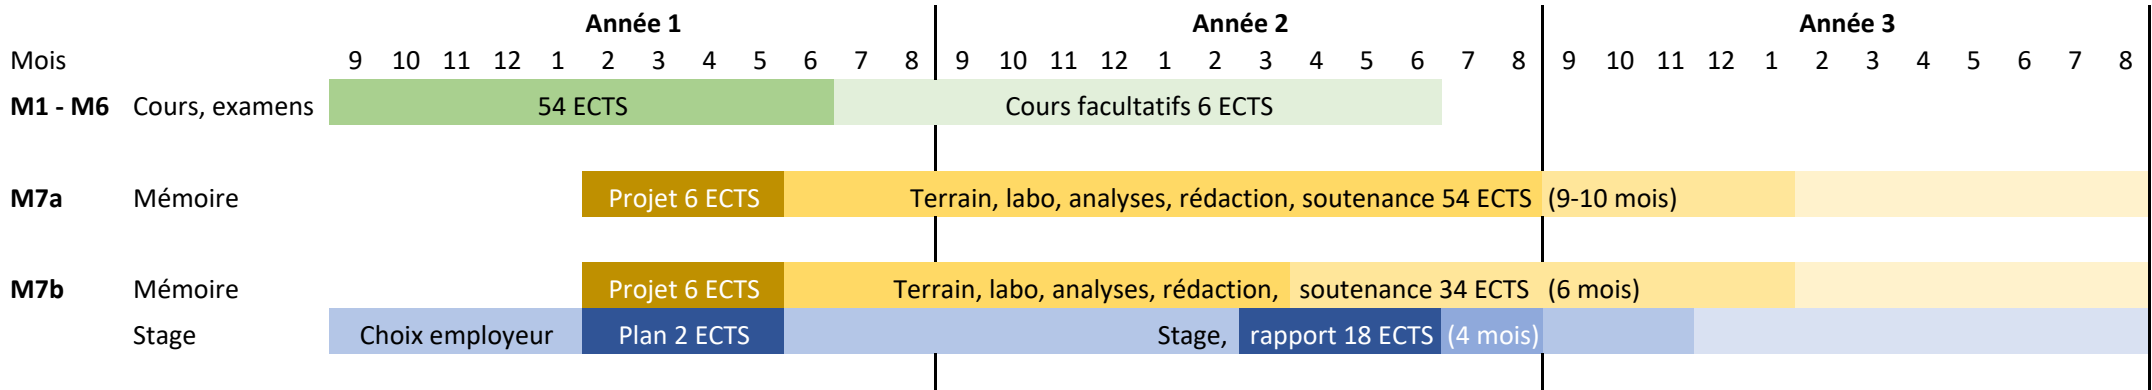 Année 1 Année 2 Année 3
Mois 9 10 11 12 1 2 3 4 5 6 7 8 9 10 11 12 1 2 3 4 5 6 7 8 9 10 11 12 1 2 3 4 5 6 7 8
M1 - M6 Cours, examens 54 ECTS Cours facultatifs 6 ECTS
M7a Mémoire Projet 6 ECTS Terrain, labo, analyses, rédaction, soutenance 54 ECTS (9-10 mois)
M7b Mémoire Projet 6 ECTS Terrain, labo, analyses, rédaction, soutenance 34 ECTS (6 mois)
Stage Choix employeur Plan 2 ECTS Stage, rapport 18 ECTS (4 mois)